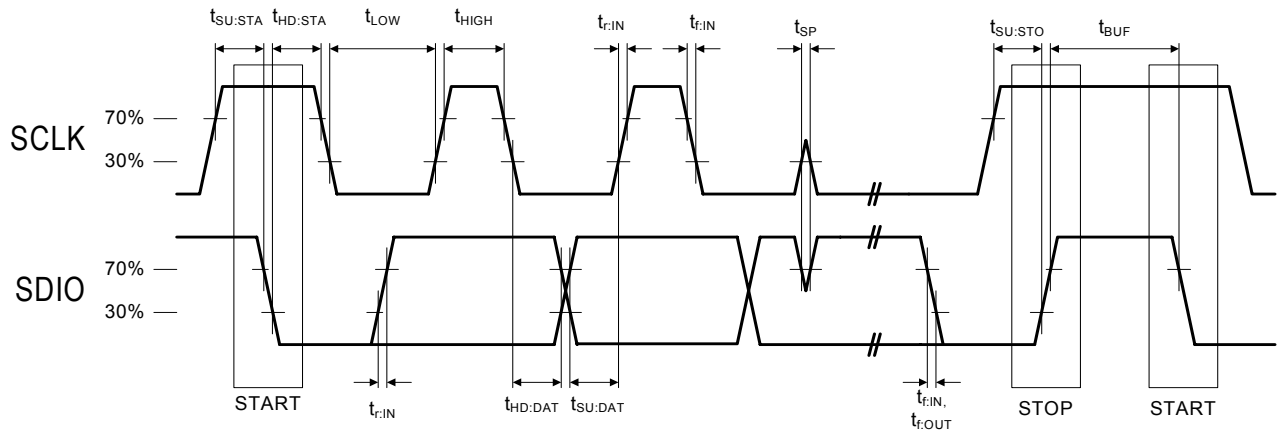 tSU:STA tHD:STA tLOW tHIGH tr:IN tf:IN tSP tSU:STO tBUF
SCLK
70%
30%
SDIO
70%
30%
START
tr:IN
tHD:DAT
tSU:DAT
tf:IN,
tf:OUT
STOP
START